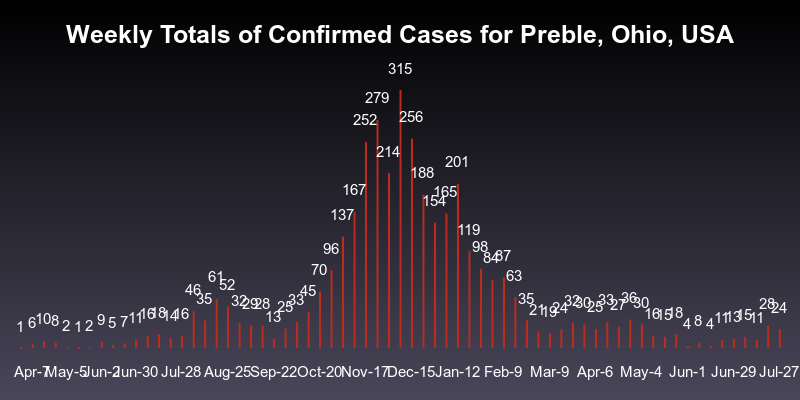 Weekly Totals of Confirmed Cases for Preble, Ohio, USA
1 6 10 8 2 1 2 9 5 7 11 16 18 14 16 46 35 61 52 32 29 28 13 25 33 45 70 96 137 167 252 279 214 315 256 188 154 165 201 119 98 84 87 63 35 21 19 24 32 30 25 33 27 36 30 16 15 18 4 8 4 11 13 15 11 28 24
Apr-7 May-5 Jun-2 Jun-30 Jul-28 Aug-25 Sep-22 Oct-20 Nov-17 Dec-15 Jan-12 Feb-9 Mar-9 Apr-6 May-4 Jun-1 Jun-29 Jul-27